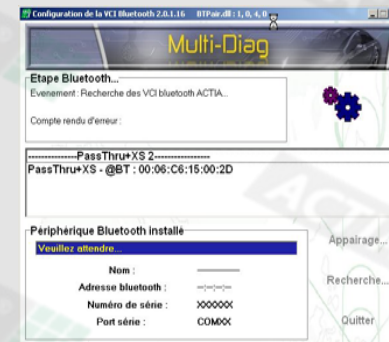 Configuration de la VCI Bluetooth 2.0.1.16 BTPair.dll : 1, 0, 4, 0
Multi-Diag
Etape Bluetooth...
Evenement : Recherche des VCI bluetooth ACTIA...
Compte rendu d'erreur :
---------------PassThru+XS 2-----------------
PassThru+XS - @BT : 00:06:C6:15:00:2D
Périphérique Bluetooth installé
Veuillez attendre...
Nom : ------------
Adresse bluetooth : --:--:--:--
Numéro de série : XXXXXX
Port série : COMXX
Appairage...
Recherche...
Quitter
ACTI